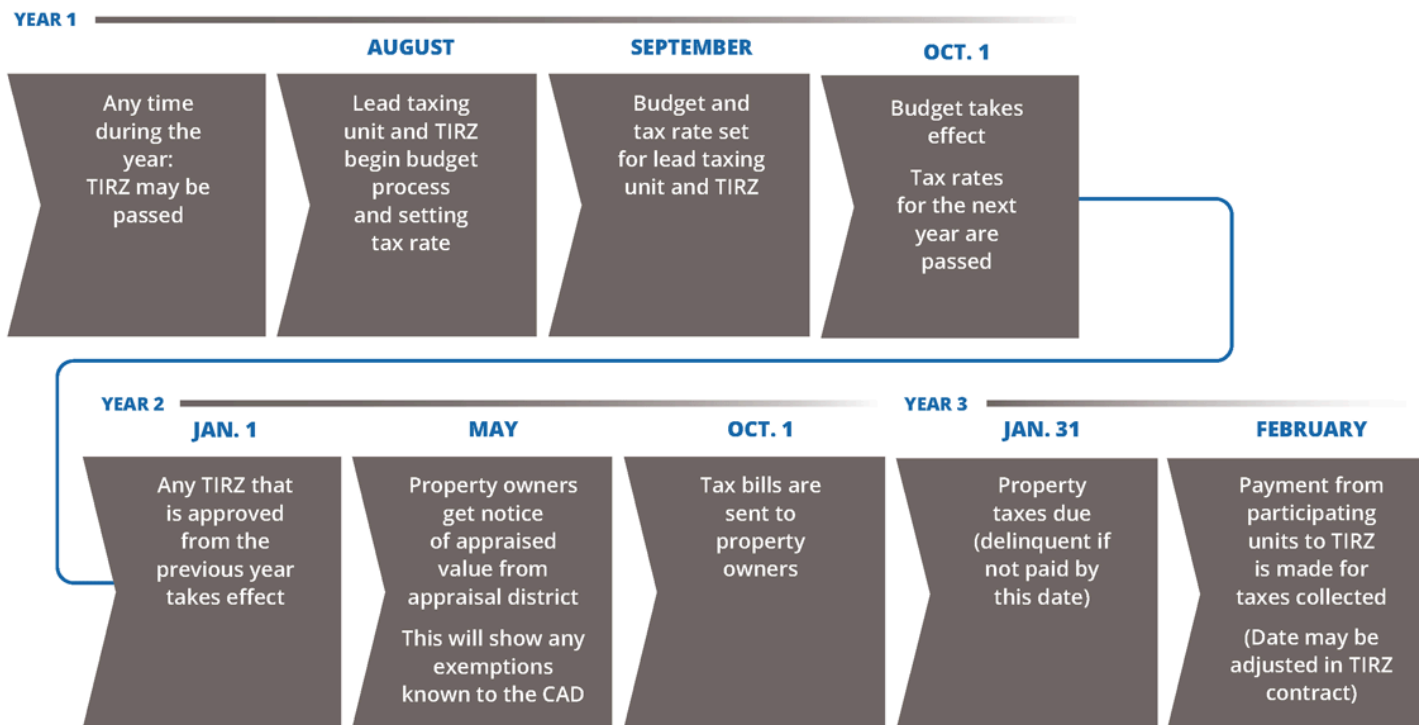 YEAR 1
AUGUST
SEPTEMBER
OCT. 1
Any time
during the
year:
TIRZ may be
passed
Lead taxing
unit and TIRZ
begin budget
process
and setting
tax rate
Budget and
tax rate set
for lead taxing
unit and TIRZ
Budget takes
effect
Tax rates
for the next
year are
passed
YEAR 2
YEAR 3
JAN. 1
MAY
OCT. 1
JAN. 31
FEBRUARY
Any TIRZ that
is approved
from the
previous year
takes effect
Property owners
get notice
of appraised
value from
appraisal district
This will show any
exemptions
known to the CAD
Tax bills are
sent to
property
owners
Property
taxes due
(delinquent if
not paid by
this date)
Payment from
participating
units to TIRZ
is made for
taxes collected
(Date may be
adjusted in TIRZ
contract)